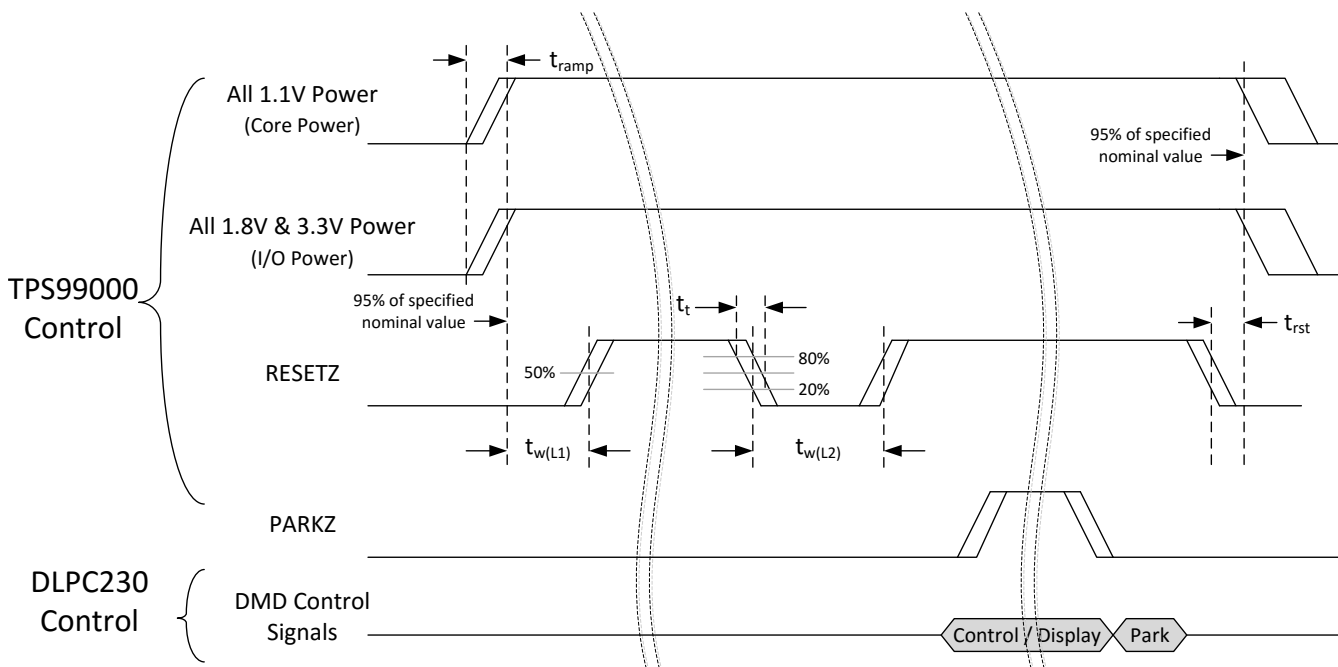 t_ramp
All 1.1V Power
(Core Power)
95% of specified
nominal value
All 1.8V & 3.3V Power
(I/O Power)
TPS99000
Control
95% of specified
nominal value
t_t
t_rst
RESETZ
50%
80%
20%
t_w(L1)
t_w(L2)
PARKZ
DLPC230
Control
DMD Control
Signals
Control / Display
Park